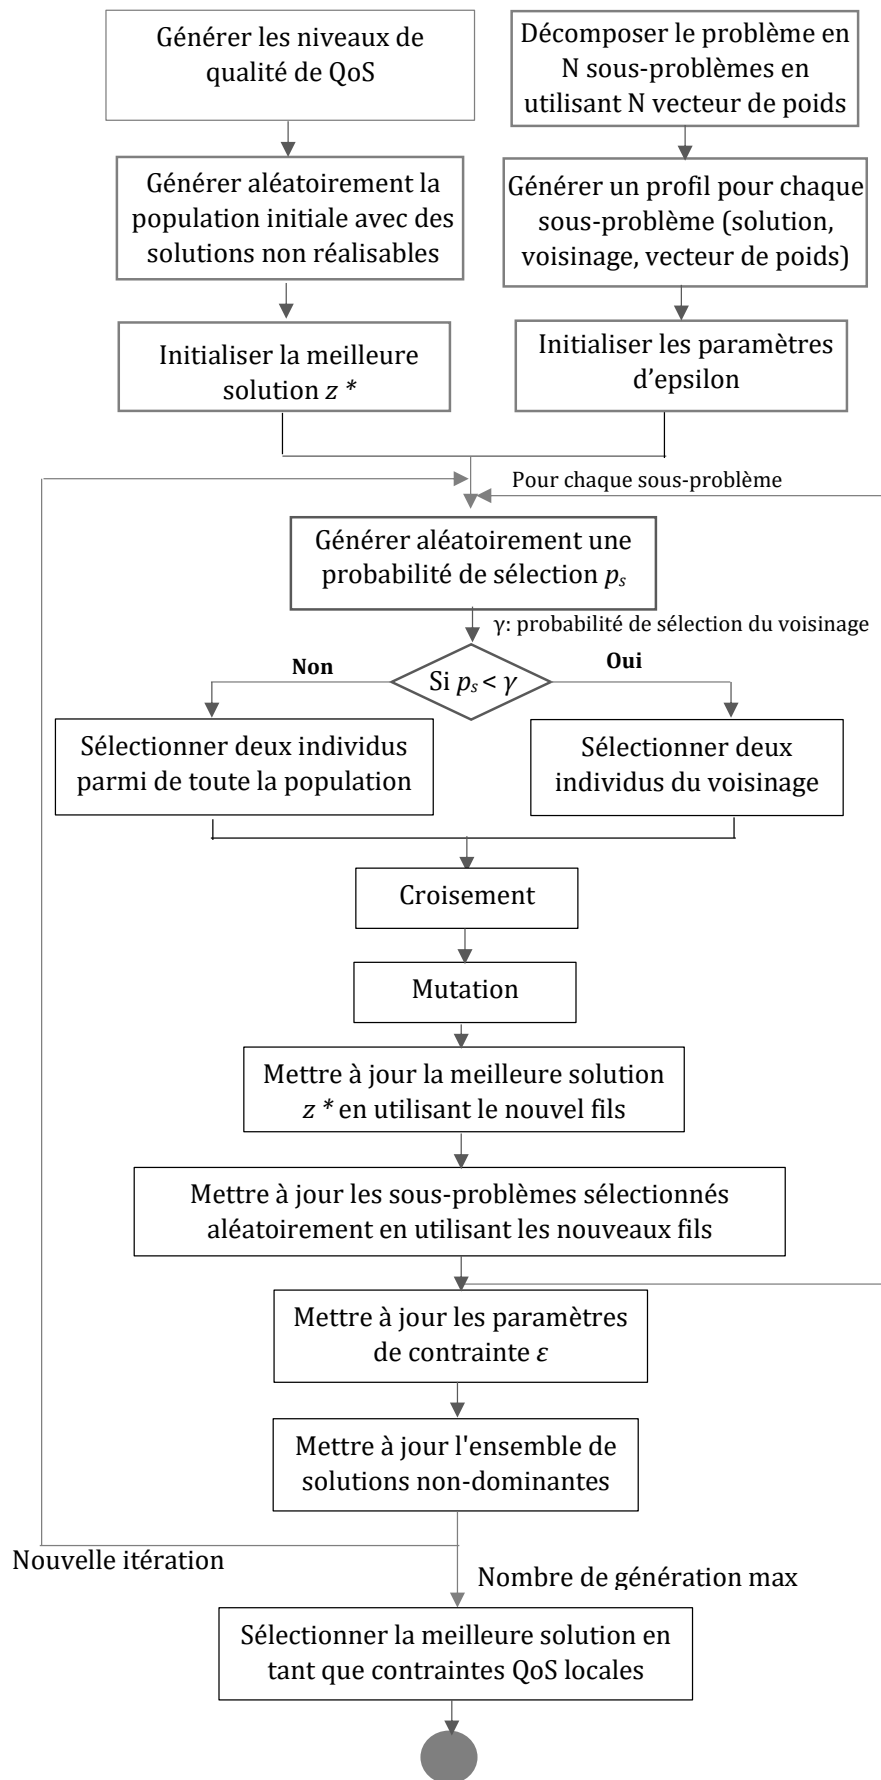 Générer les niveaux de
qualité de QoS
Décomposer le problème en
N sous-problèmes en
utilisant N vecteur de poids
Générer aléatoirement la
population initiale avec des
solutions non réalisables
Générer un profil pour chaque
sous-problème (solution,
voisinage, vecteur de poids)
Initialiser la meilleure
solution z *
Initialiser les paramètres
d’epsilon
Pour chaque sous-problème
Générer aléatoirement une
probabilité de sélection ps
γ: probabilité de sélection du voisinage
Non
Oui
Si ps < γ
Sélectionner deux individus
parmi de toute la population
Sélectionner deux
individus du voisinage
Croisement
Mutation
Mettre à jour la meilleure solution
z * en utilisant le nouvel fils
Mettre à jour les sous-problèmes sélectionnés
aléatoirement en utilisant les nouveaux fils
Mettre à jour les paramètres
de contrainte ε
Mettre à jour l'ensemble de
solutions non-dominantes
Nouvelle itération
Nombre de génération max
Sélectionner la meilleure solution en
tant que contraintes QoS locales